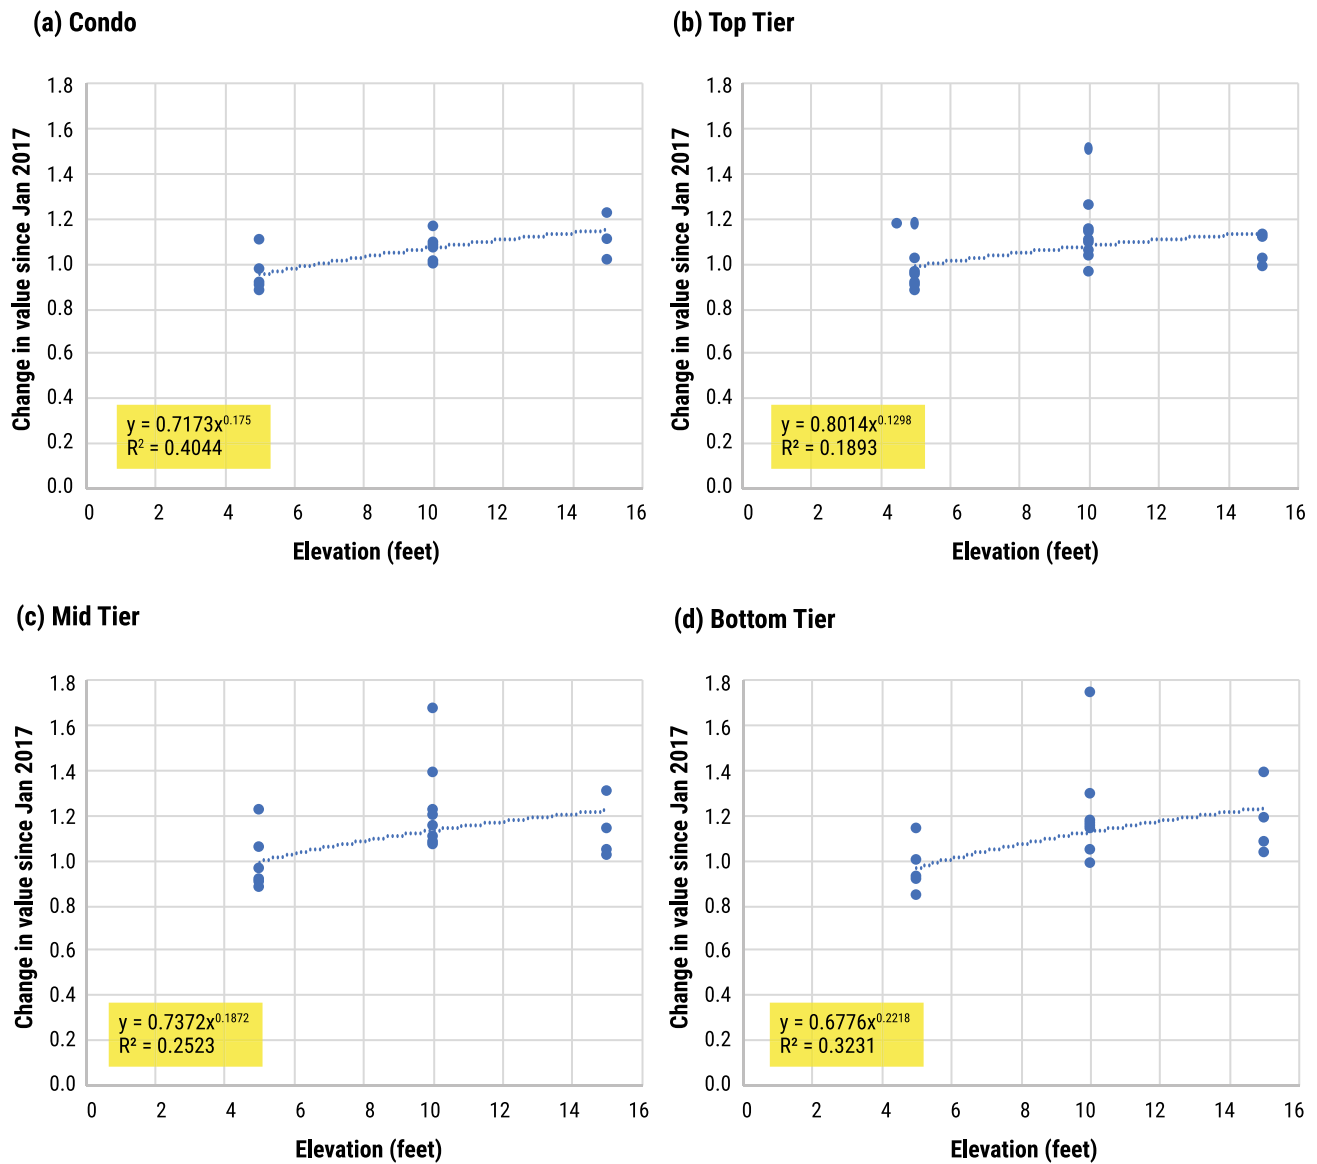 (a) Condo
Change in value since Jan 2017
1.8
1.6
1.4
1.2
1.0
0.8
0.6
0.4
0.2
0.0
y = 0.7173x^0.175
R² = 0.4044
0 2 4 6 8 10 12 14 16
Elevation (feet)
(b) Top Tier
Change in value since Jan 2017
1.8
1.6
1.4
1.2
1.0
0.8
0.6
0.4
0.2
0.0
y = 0.8014x^0.1298
R² = 0.1893
0 2 4 6 8 10 12 14 16
Elevation (feet)
(c) Mid Tier
Change in value since Jan 2017
1.8
1.6
1.4
1.2
1.0
0.8
0.6
0.4
0.2
0.0
y = 0.7372x^0.1872
R² = 0.2523
0 2 4 6 8 10 12 14 16
Elevation (feet)
(d) Bottom Tier
Change in value since Jan 2017
1.8
1.6
1.4
1.2
1.0
0.8
0.6
0.4
0.2
0.0
y = 0.6776x^0.2218
R² = 0.3231
0 2 4 6 8 10 12 14 16
Elevation (feet)